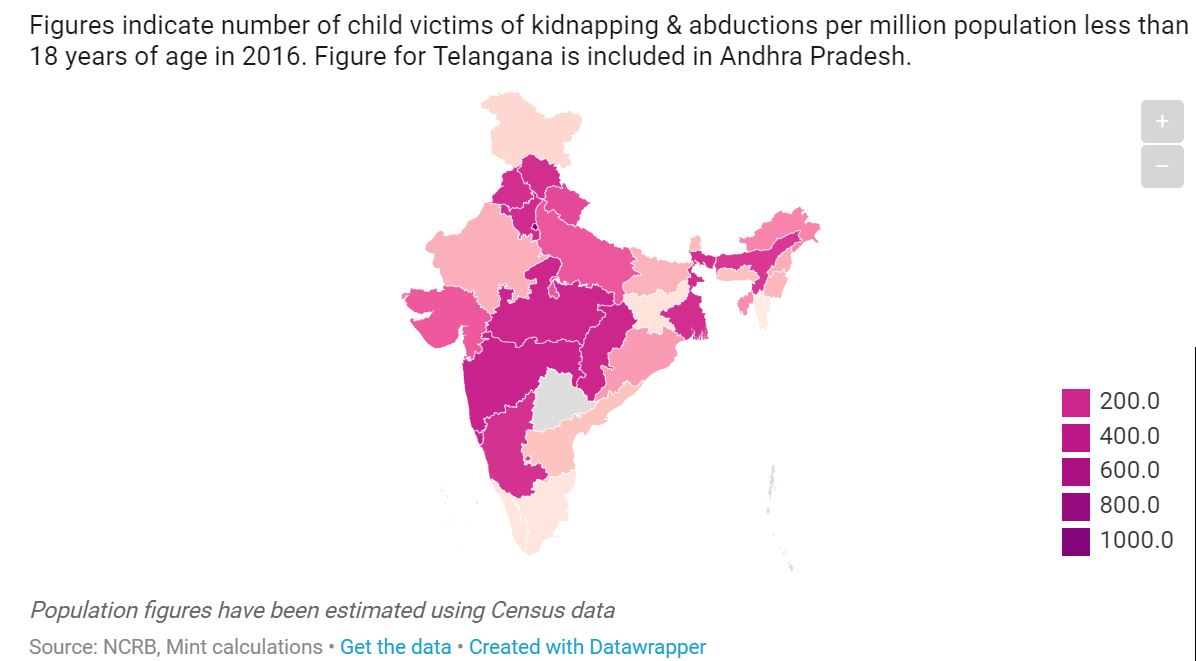 Figures indicate number of child victims of kidnapping & abductions per million population less than
18 years of age in 2016. Figure for Telangana is included in Andhra Pradesh.
+
−
200.0
400.0
600.0
800.0
1000.0
Population figures have been estimated using Census data
Source: NCRB, Mint calculations • Get the data • Created with Datawrapper